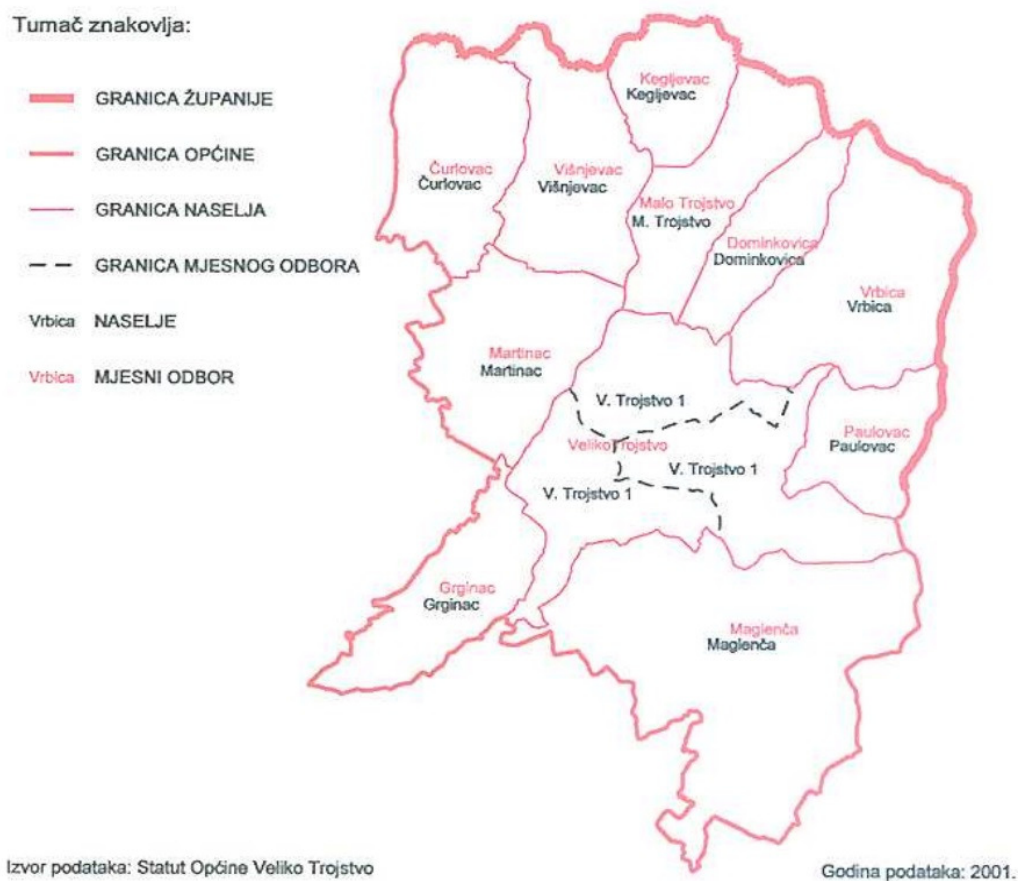 Tumač znakovlja:
GRANICA ŽUPANIJE
GRANICA OPĆINE
GRANICA NASELJA
GRANICA MJESNOG ODBORA
Vrbica NASELJE
Vrbica MJESNI ODBOR
Kegljevac
Kegljevac
Čurlovac
Čurlovac
Višnjevac
Višnjevac
Malo Trojstvo
M. Trojstvo
Dominkovica
Dominkovica
Vrbica
Vrbica
Martinac
Martinac
V. Trojstvo 1
Veliko Trojstvo
V. Trojstvo 1
V. Trojstvo 1
Paulovac
Paulovac
Grginac
Grginac
Maglenča
Maglenča
Izvor podataka: Statut Općine Veliko Trojstvo
Godina podataka: 2001.